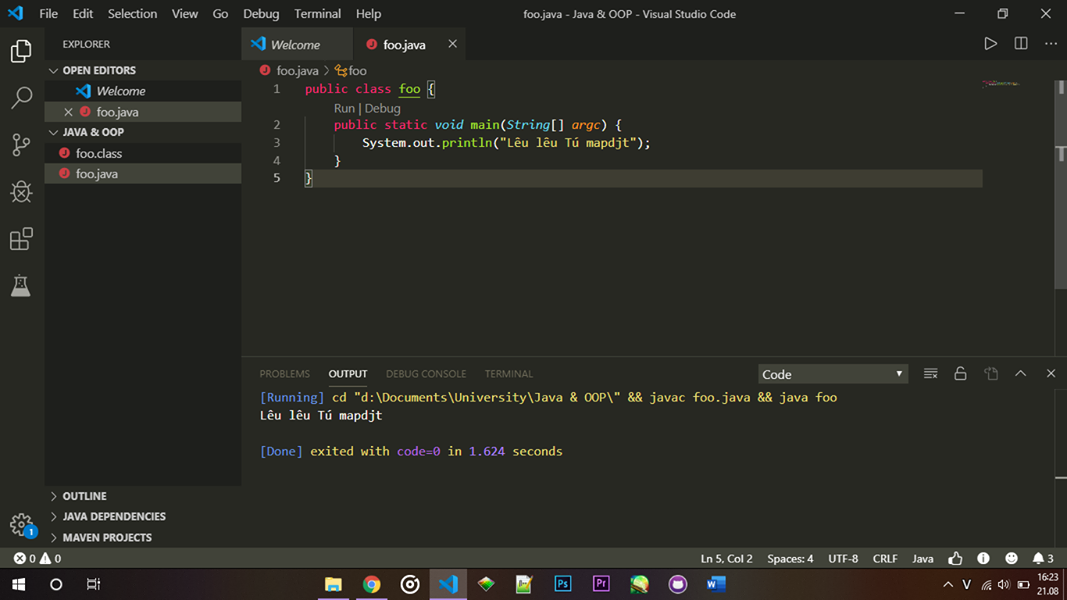 File Edit Selection View Go Debug Terminal Help
foo.java - Java & OOP - Visual Studio Code
EXPLORER
OPEN EDITORS
Welcome
foo.java
JAVA & OOP
foo.class
foo.java
OUTLINE
JAVA DEPENDENCIES
MAVEN PROJECTS
Welcome
foo.java
foo.java > foo
1 public class foo {
Run | Debug
2 public static void main(String[] argc) {
3 System.out.println("Lêu lêu Tú mapdjt");
4 }
5 }
PROBLEMS OUTPUT DEBUG CONSOLE TERMINAL
Code
[Running] cd "d:\Documents\University\Java & OOP\" && javac foo.java && java foo
Lêu lêu Tú mapdjt
[Done] exited with code=0 in 1.624 seconds
1
0 0
Ln 5, Col 2 Spaces: 4 UTF-8 CRLF Java 3
Ps Pr W
V
16:23
21.08